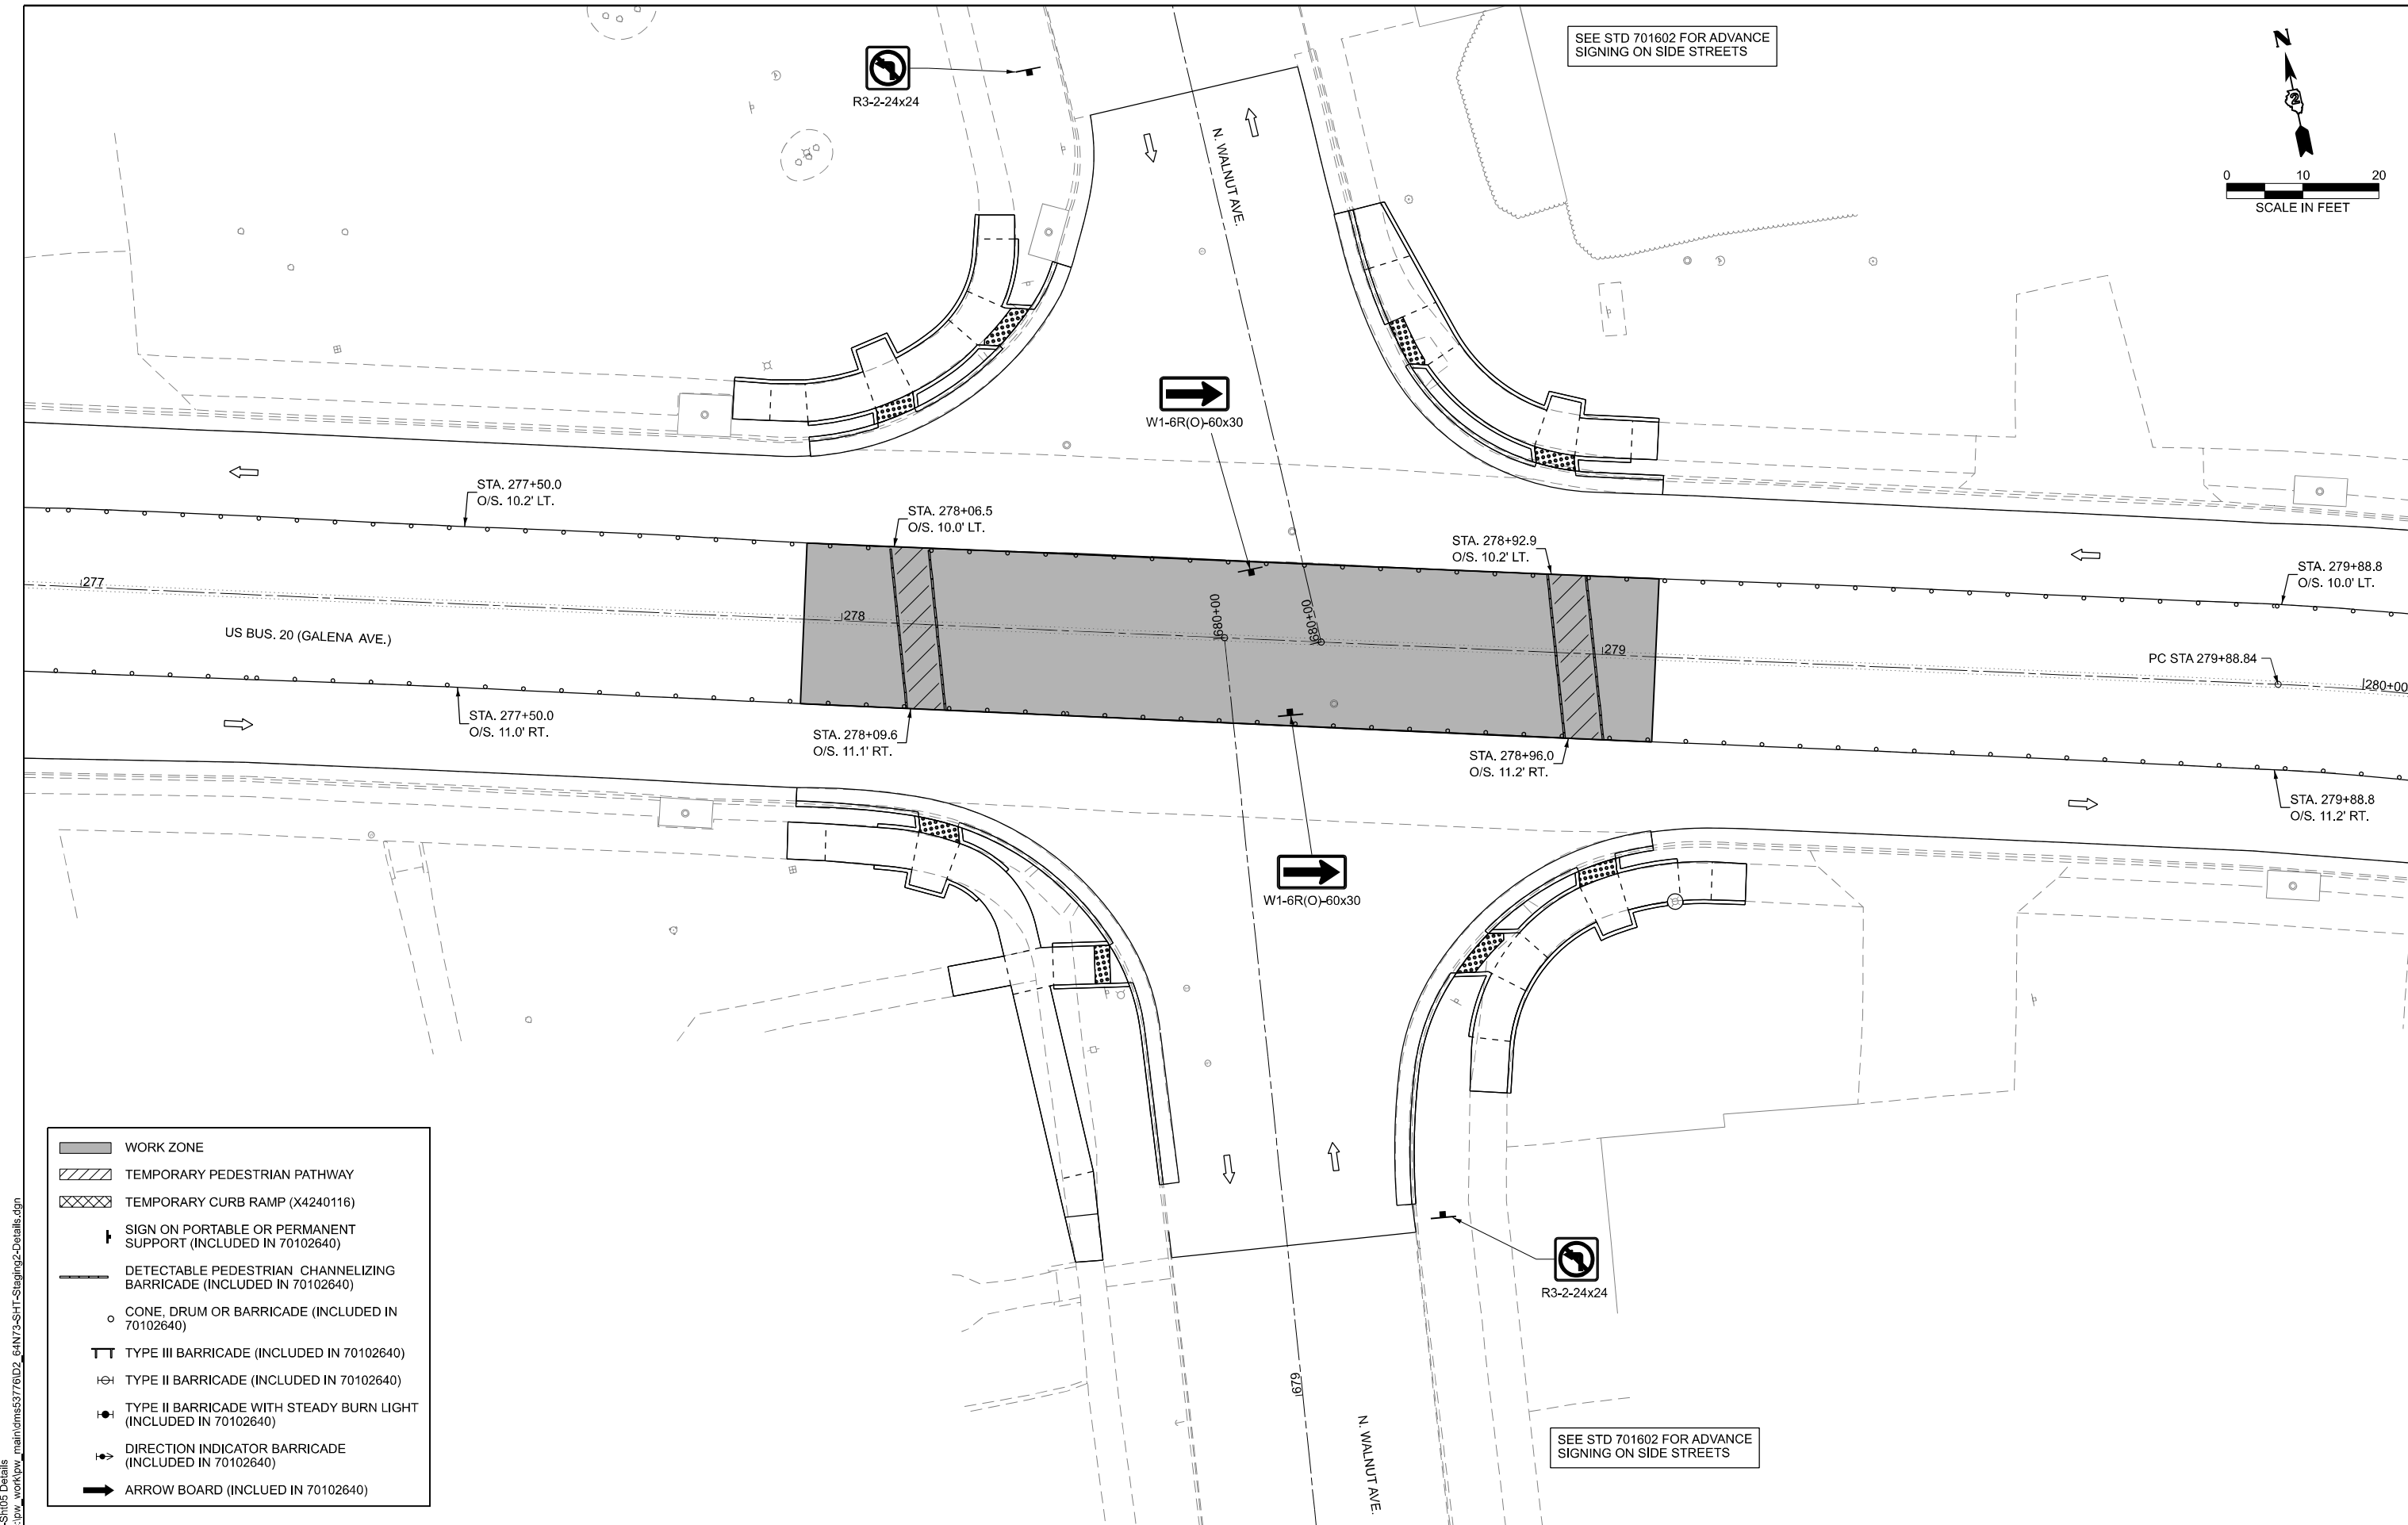 SEE STD 701602 FOR ADVANCE
SIGNING ON SIDE STREETS
N
2
0 10 20
SCALE IN FEET
R3-2-24x24
N. WALNUT AVE.
W1-6R(O)-60x30
STA. 277+50.0
O/S. 10.2' LT.
STA. 278+06.5
O/S. 10.0' LT.
STA. 278+92.9
O/S. 10.2' LT.
STA. 279+88.8
O/S. 10.0' LT.
277
278
680+00
680+00
279
280+00
US BUS. 20 (GALENA AVE.)
PC STA 279+88.84
STA. 277+50.0
O/S. 11.0' RT.
STA. 278+09.6
O/S. 11.1' RT.
STA. 278+96.0
O/S. 11.2' RT.
STA. 279+88.8
O/S. 11.2' RT.
W1-6R(O)-60x30
R3-2-24x24
679
N. WALNUT AVE.
SEE STD 701602 FOR ADVANCE
SIGNING ON SIDE STREETS
WORK ZONE
TEMPORARY PEDESTRIAN PATHWAY
TEMPORARY CURB RAMP (X4240116)
SIGN ON PORTABLE OR PERMANENT
SUPPORT (INCLUDED IN 70102640)
DETECTABLE PEDESTRIAN CHANNELIZING
BARRICADE (INCLUDED IN 70102640)
CONE, DRUM OR BARRICADE (INCLUDED IN
70102640)
TYPE III BARRICADE (INCLUDED IN 70102640)
TYPE II BARRICADE (INCLUDED IN 70102640)
TYPE II BARRICADE WITH STEADY BURN LIGHT
(INCLUDED IN 70102640)
DIRECTION INDICATOR BARRICADE
(INCLUDED IN 70102640)
ARROW BOARD (INCLUED IN 70102640)
-Sht05 Details
:\pw_work\pw_main\dms53776\D2_64N73-SHT-Staging2-Details.dgn